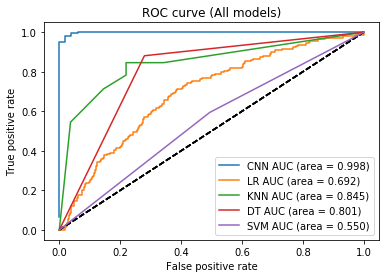 ROC curve (All models)
1.0
0.8
0.6
0.4
0.2
0.0
True positive rate
CNN AUC (area = 0.998)
LR AUC (area = 0.692)
KNN AUC (area = 0.845)
DT AUC (area = 0.801)
SVM AUC (area = 0.550)
0.0 0.2 0.4 0.6 0.8 1.0
False positive rate